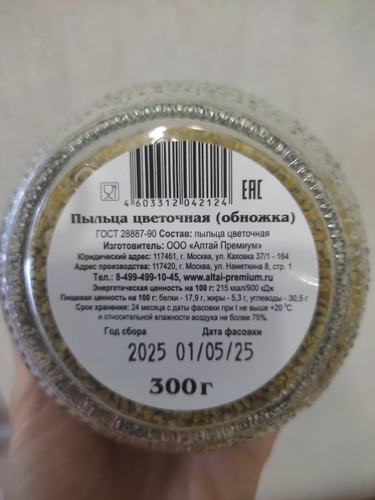 4 603312 042124
EAC
Пыльца цветочная (обножка)
ГОСТ 28887-90 Состав: пыльца цветочная
Изготовитель: ООО «Алтай Премиум»
Юридический адрес: 117461, г. Москва, ул. Каховка 37/1 - 164
Адрес производства: 117420, г. Москва, ул. Наметкина 8, стр. 1
Тел.: 8-499-499-10-45, www.altai-premium.ru
Энергетическая ценность на 100 г: 215 ккал/900 кДж
Пищевая ценность на 100 г: белки - 17,9 г, жиры - 5,3 г, углеводы - 30,5 г
Срок хранения: 24 месяца с даты фасовки при t не выше +20 °С
и относительной влажности воздуха не более 75%.
Год сбора Дата фасовки
2025 01/05/25
300 г